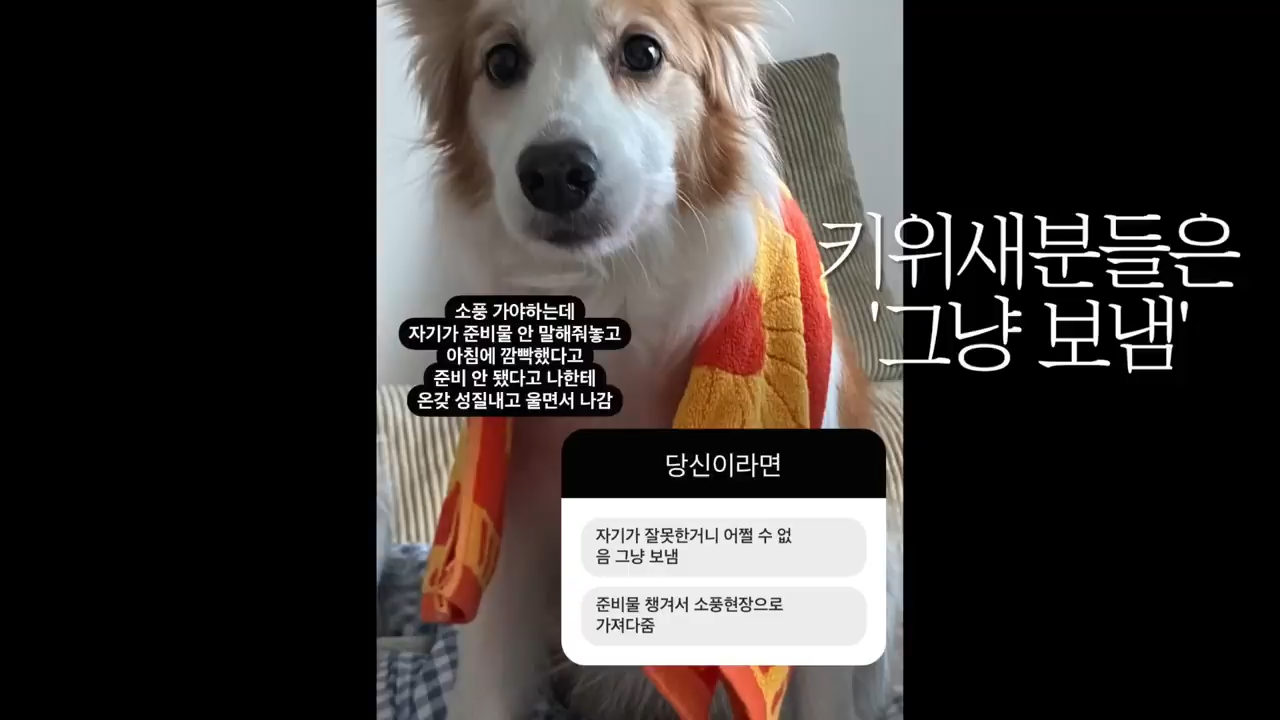 키위새분들은
'그냥 보냄'
소풍 가야하는데
자기가 준비물 안 말해줘놓고
아침에 깜빡했다고
준비 안 됐다고 나한테
온갖 성질내고 울면서 나감
당신이라면
자기가 잘못한거니 어쩔 수 없
음 그냥 보냄
준비물 챙겨서 소풍현장으로
가져다줌